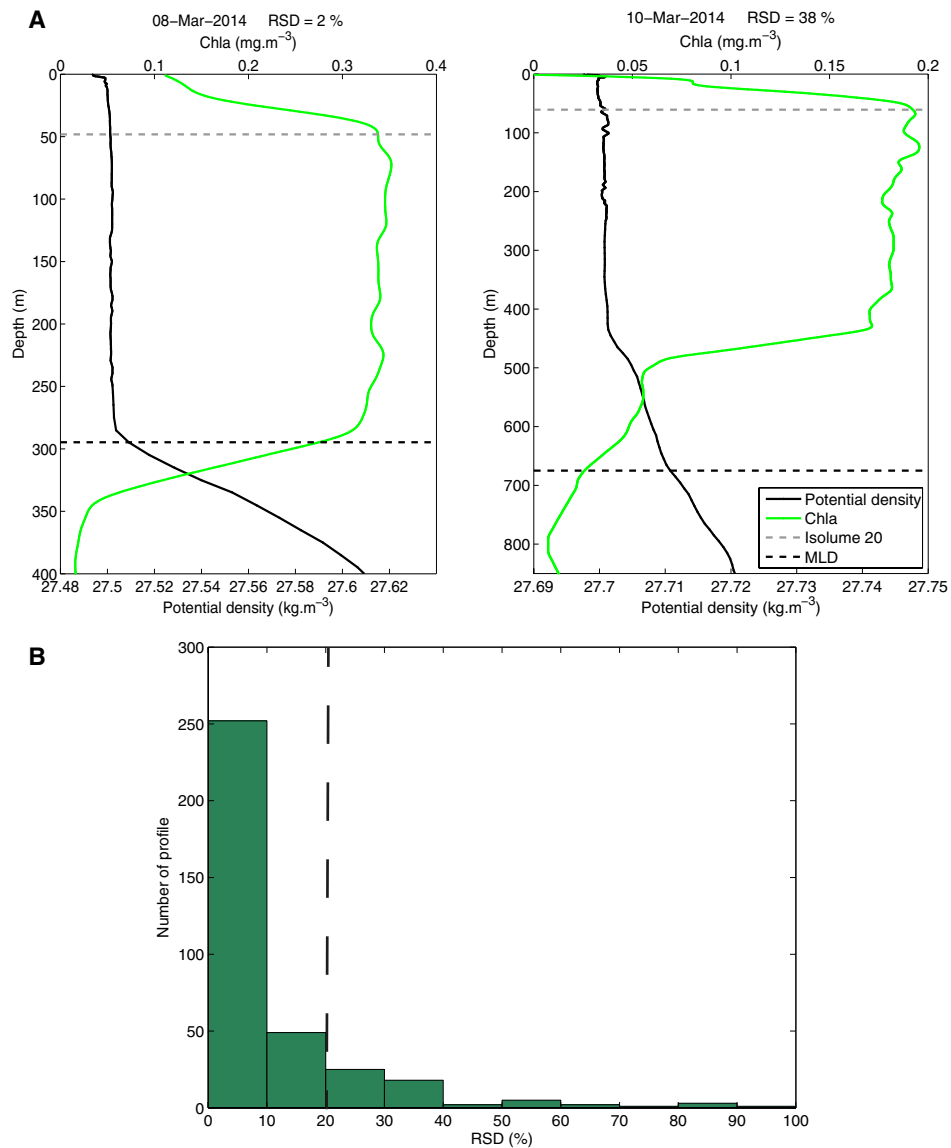 A
08-Mar-2014 RSD = 2 %
Chla (mg.m⁻³)
0 0.1 0.2 0.3 0.4
0
50
100
150
200
250
300
350
400
Depth (m)
27.48 27.5 27.52 27.54 27.56 27.58 27.6 27.62
Potential density (kg.m⁻³)
10-Mar-2014 RSD = 38 %
Chla (mg.m⁻³)
0 0.05 0.1 0.15 0.2
0
100
200
300
400
500
600
700
800
Depth (m)
Potential density
Chla
Isolume 20
MLD
27.69 27.7 27.71 27.72 27.73 27.74 27.75
Potential density (kg.m⁻³)
B
300
250
200
150
100
50
0
Number of profile
0 10 20 30 40 50 60 70 80 90 100
RSD (%)